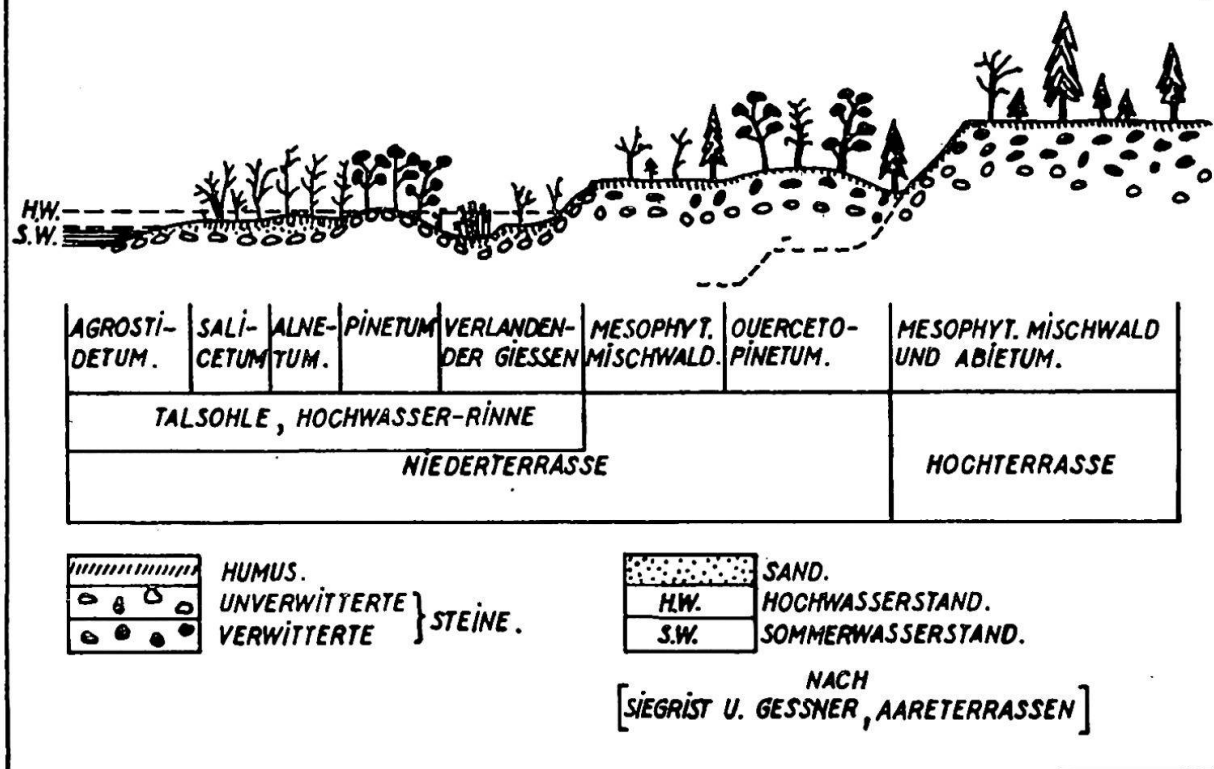 H.W.
S.W.
AGROSTI-
DETUM.
SALI-
CETUM
ALNE-
TUM.
PINETUM
VERLANDEN-
DER GIESSEN
MESOPHYT.
MISCHWALD.
QUERCETO-
PINETUM.
MESOPHYT. MISCHWALD
UND ABIETUM.
TALSOHLE, HOCHWASSER-RINNE
NIEDERTERRASSE
HOCHTERRASSE
HUMUS.
UNVERWITTERTE
VERWITTERTE
} STEINE.
SAND.
H.W. HOCHWASSERSTAND.
S.W. SOMMERWASSERSTAND.
NACH
[SIEGRIST U. GESSNER, AARETERRASSEN]